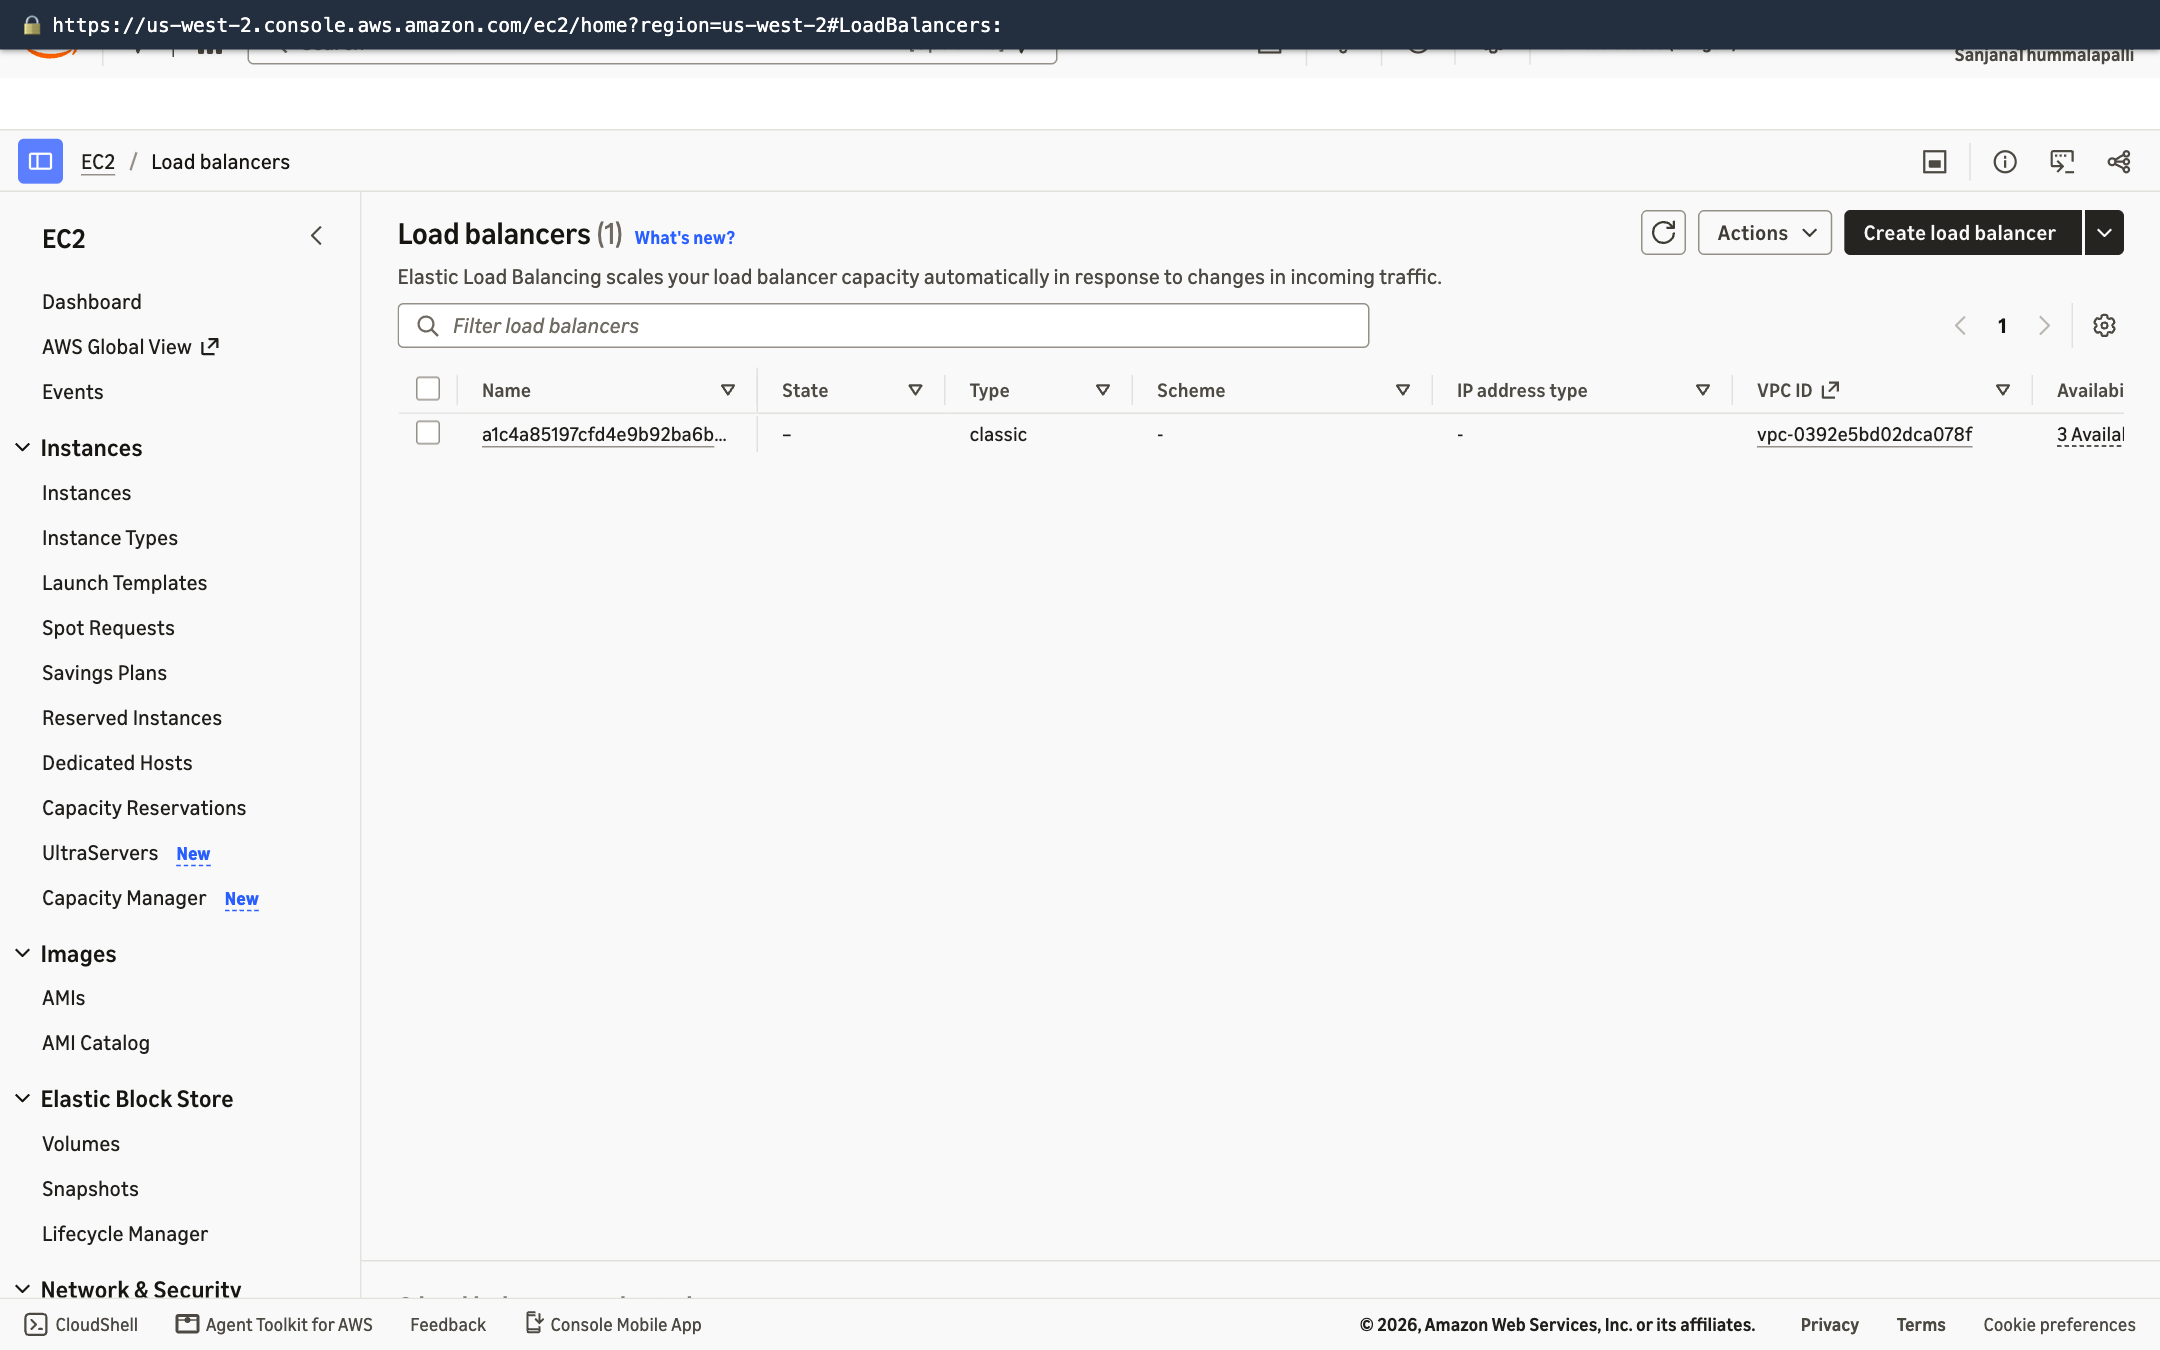 https://us-west-2.console.aws.amazon.com/ec2/home?region=us-west-2#LoadBalancers:
SanjanaThummalapalli
EC2 / Load balancers
EC2
Dashboard
AWS Global View
Events
Instances
Instances
Instance Types
Launch Templates
Spot Requests
Savings Plans
Reserved Instances
Dedicated Hosts
Capacity Reservations
UltraServers New
Capacity Manager New
Images
AMIs
AMI Catalog
Elastic Block Store
Volumes
Snapshots
Lifecycle Manager
Network & Security
Load balancers (1) What's new?
Actions
Create load balancer
Elastic Load Balancing scales your load balancer capacity automatically in response to changes in incoming traffic.
Filter load balancers
1
Name State Type Scheme IP address type VPC ID Availabi
a1c4a85197cfd4e9b92ba6b... – classic - - vpc-0392e5bd02dca078f 3 Availal
CloudShell Agent Toolkit for AWS Feedback Console Mobile App © 2026, Amazon Web Services, Inc. or its affiliates. Privacy Terms Cookie preferences